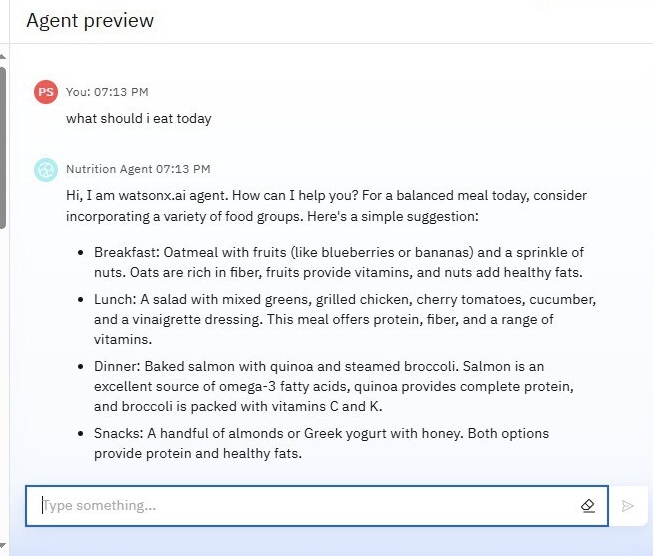 Agent preview
PS
You: 07:13 PM
what should i eat today
Nutrition Agent 07:13 PM
Hi, I am watsonx.ai agent. How can I help you? For a balanced meal today, consider
incorporating a variety of food groups. Here's a simple suggestion:
• Breakfast: Oatmeal with fruits (like blueberries or bananas) and a sprinkle of
nuts. Oats are rich in fiber, fruits provide vitamins, and nuts add healthy fats.
• Lunch: A salad with mixed greens, grilled chicken, cherry tomatoes, cucumber,
and a vinaigrette dressing. This meal offers protein, fiber, and a range of
vitamins.
• Dinner: Baked salmon with quinoa and steamed broccoli. Salmon is an
excellent source of omega-3 fatty acids, quinoa provides complete protein,
and broccoli is packed with vitamins C and K.
• Snacks: A handful of almonds or Greek yogurt with honey. Both options
provide protein and healthy fats.
Type something...